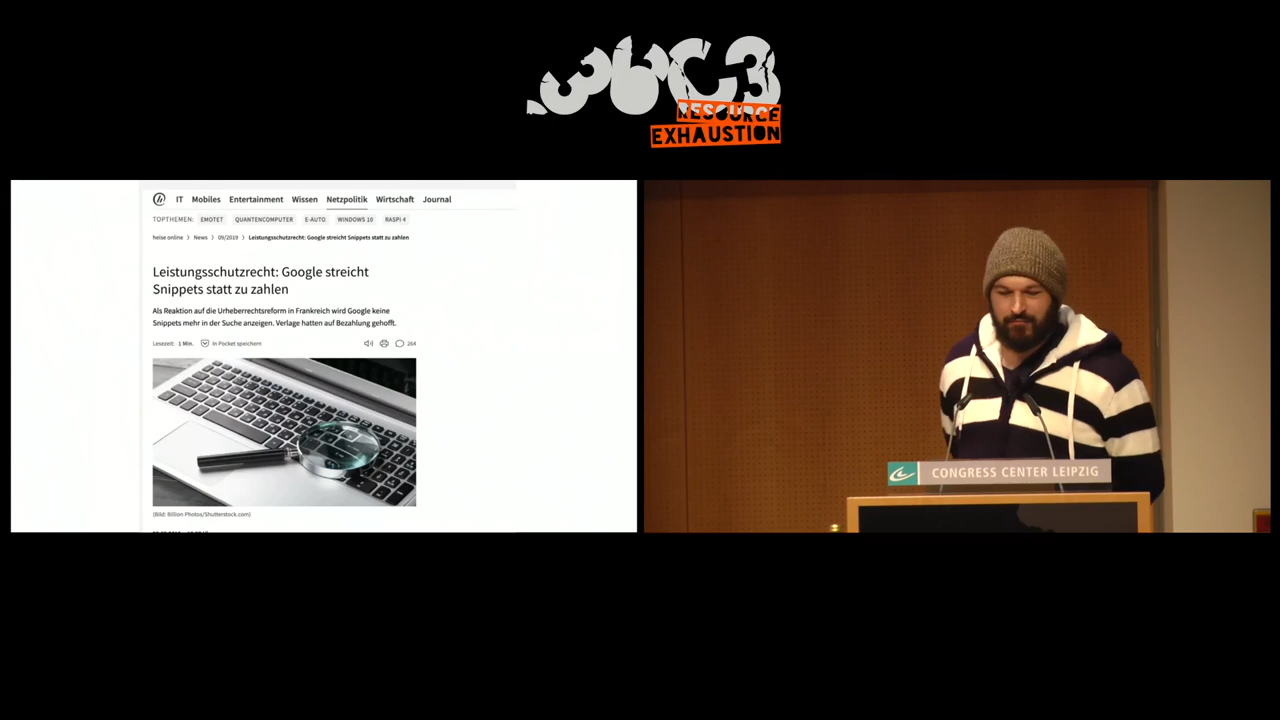 36C3
RESOURCE
EXHAUSTION
IT Mobiles Entertainment Wissen Netzpolitik Wirtschaft Journal
TOPTHEMEN: EMOTET QUANTENCOMPUTER E-AUTO WINDOWS 10 RASPI 4
heise online > News > 09/2019 > Leistungsschutzrecht: Google streicht Snippets statt zu zahlen
Leistungsschutzrecht: Google streicht
Snippets statt zu zahlen
Als Reaktion auf die Urheberrechtsreform in Frankreich wird Google keine
Snippets mehr in der Suche anzeigen. Verlage hatten auf Bezahlung gehofft.
Lesezeit: 1 Min. In Pocket speichern 264
(Bild: Billion Photos/Shutterstock.com)
CONGRESS CENTER LEIPZIG